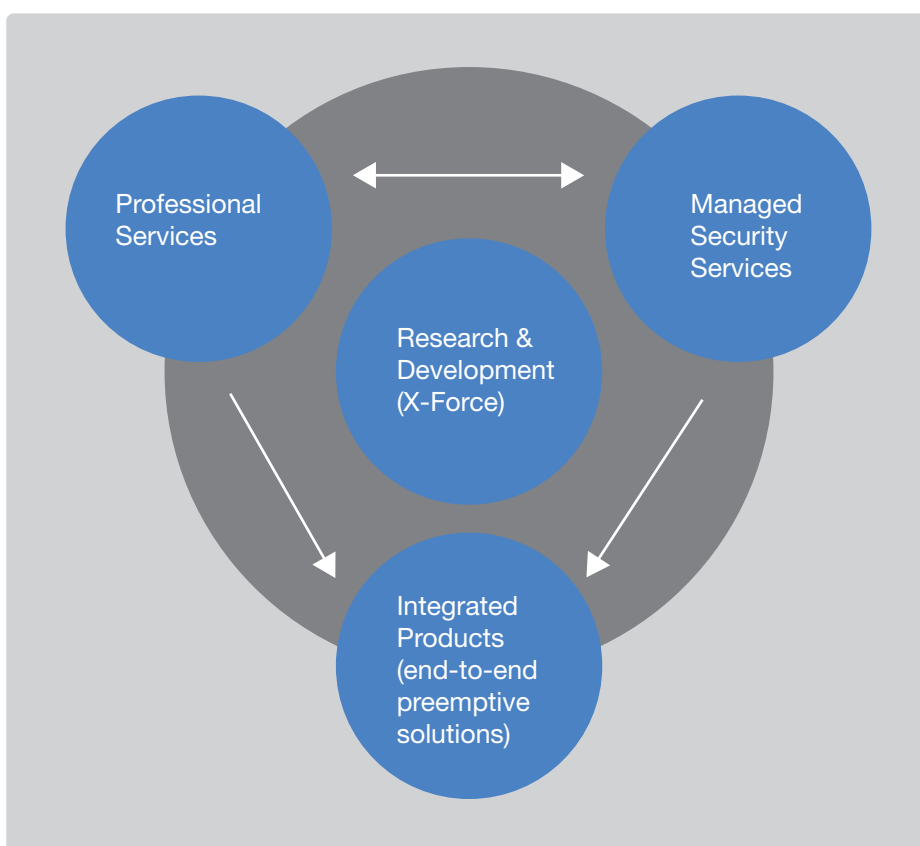 Professional
Services
Managed
Security
Services
Research &
Development
(X-Force)
Integrated
Products
(end-to-end
preemptive
solutions)